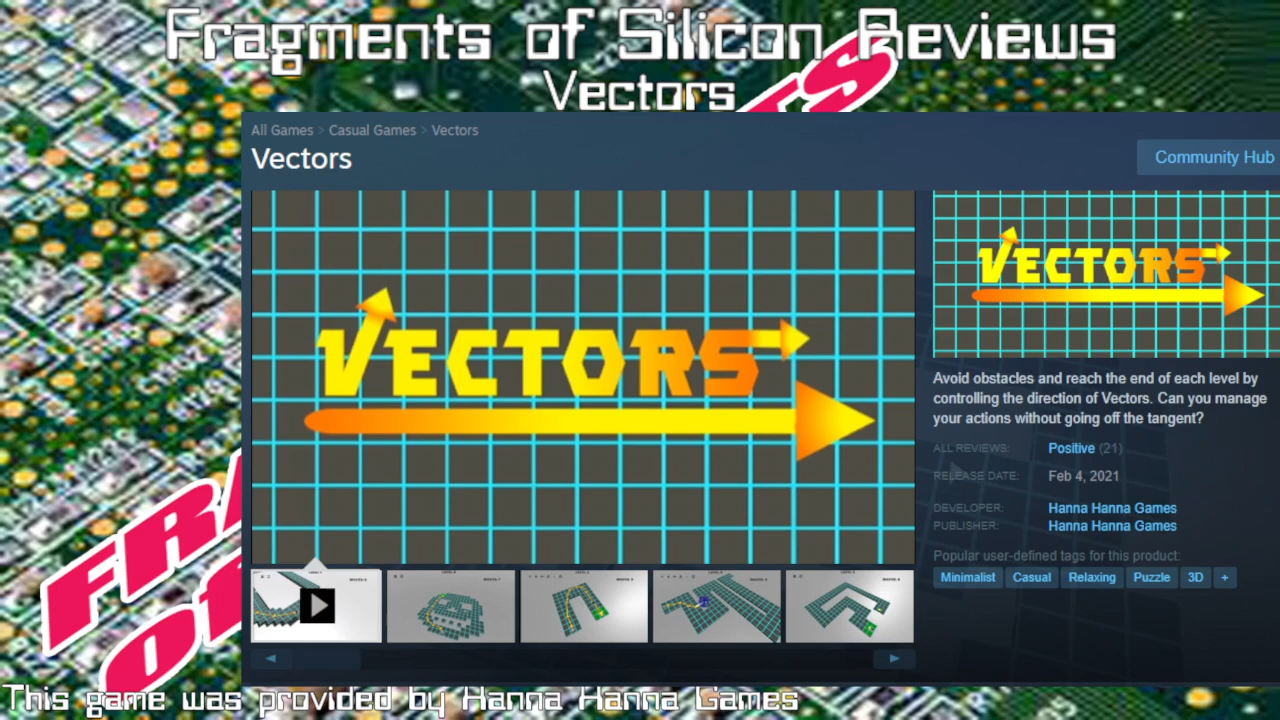 Fragments of Silicon Reviews
Vectors
All Games > Casual Games > Vectors
Vectors
Community Hub
VECTORS
VECTORS
Avoid obstacles and reach the end of each level by
controlling the direction of Vectors. Can you manage
your actions without going off the tangent?
ALL REVIEWS: Positive (21)
RELEASE DATE: Feb 4, 2021
DEVELOPER: Hanna Hanna Games
PUBLISHER: Hanna Hanna Games
Popular user-defined tags for this product:
Minimalist Casual Relaxing Puzzle 3D +
This game was provided by Hanna Hanna Games